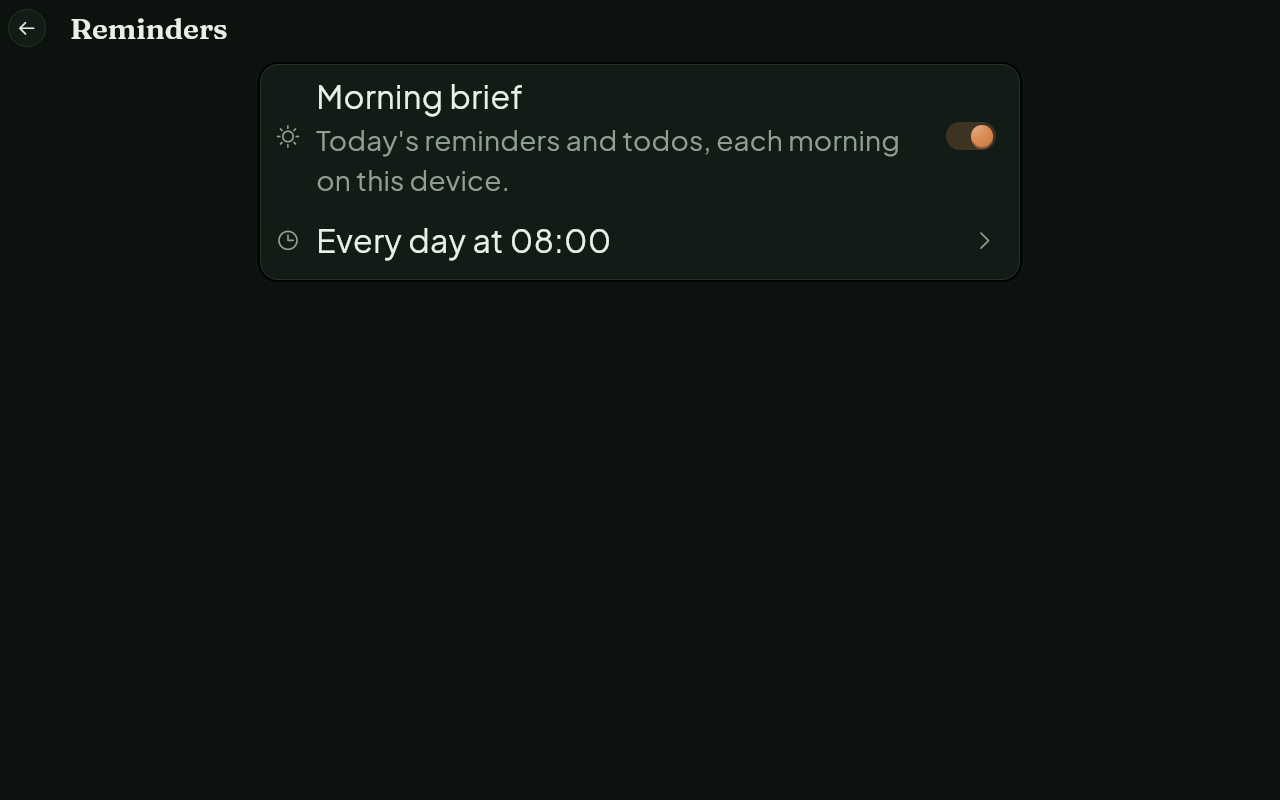 Reminders
Morning brief
Today's reminders and todos, each morning
on this device.
Every day at 08:00